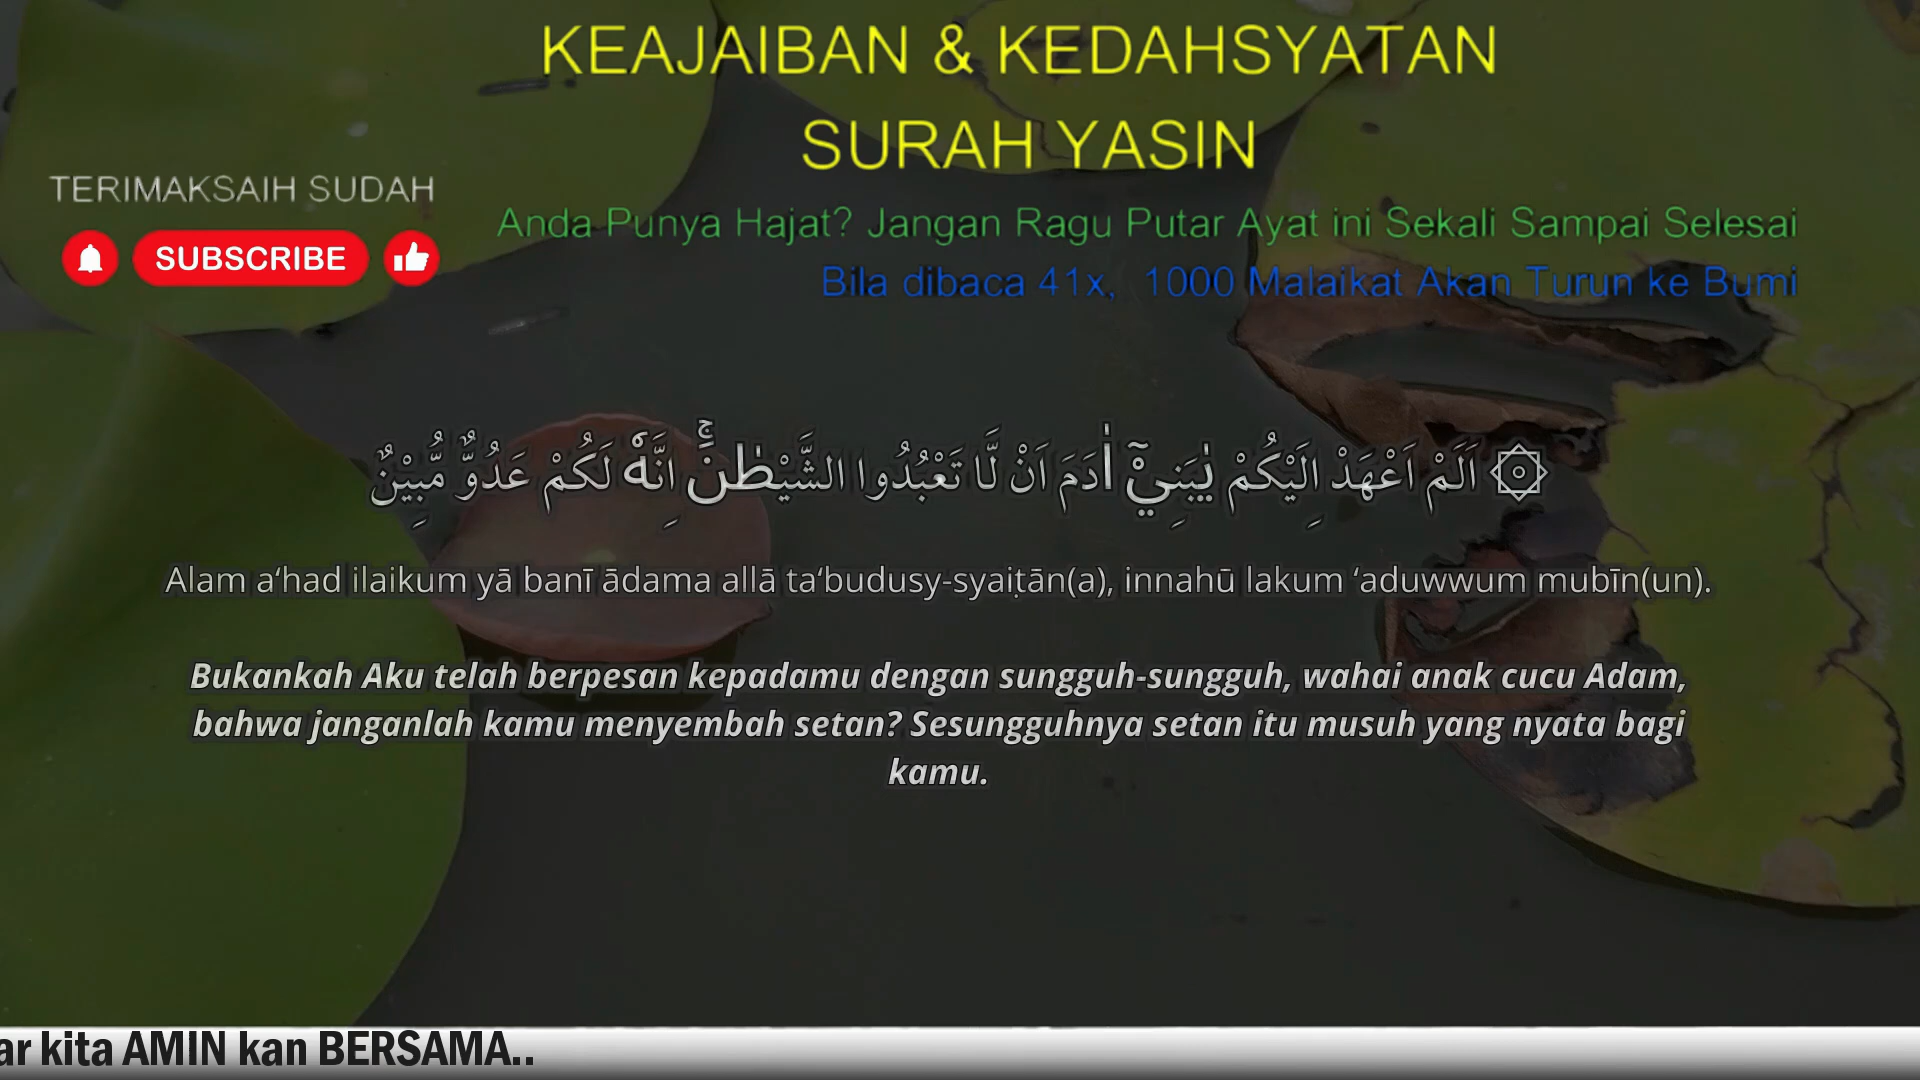 KEAJAIBAN & KEDAHSYATAN
SURAH YASIN
TERIMAKSAIH SUDAH
SUBSCRIBE
Anda Punya Hajat? Jangan Ragu Putar Ayat ini Sekali Sampai Selesai
Bila dibaca 41x, 1000 Malaikat Akan Turun ke Bumi
۞ اَلَمْ اَعْهَدْ اِلَيْكُمْ يٰبَنِيْٓ اٰدَمَ اَنْ لَّا تَعْبُدُوا الشَّيْطٰنَۚ اِنَّهٗ لَكُمْ عَدُوٌّ مُّبِيْنٌ
Alam a‘had ilaikum yā banī ādama allā ta‘budusy-syaiṭān(a), innahū lakum ‘aduwwum mubīn(un).
Bukankah Aku telah berpesan kepadamu dengan sungguh-sungguh, wahai anak cucu Adam,
bahwa janganlah kamu menyembah setan? Sesungguhnya setan itu musuh yang nyata bagi
kamu.
ar kita AMIN kan BERSAMA..